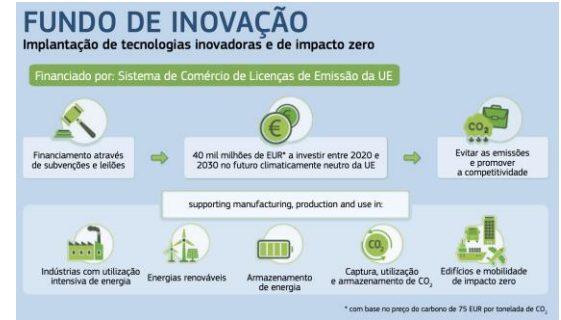 FUNDO DE INOVAÇÃO
Implantação de tecnologias inovadoras e de impacto zero
Financiado por: Sistema de Comércio de Licenças de Emissão da UE
Financiamento através
de subvenções e leilões
40 mil milhões de EUR* a investir entre 2020 e
2030 no futuro climaticamente neutro da UE
CO₂
Evitar as emissões
e promover
a competitividade
supporting manufacturing, production and use in:
Indústrias com utilização
intensiva de energia
Energias renováveis
Armazenamento
de energia
CO₂
Captura, utilização
e armazenamento de CO₂
Edifícios e mobilidade
de impacto zero
* com base no preço do carbono de 75 EUR por tonelada de CO₂